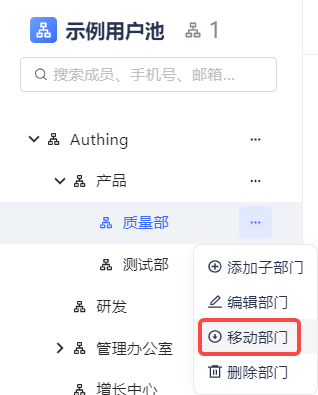 示例用户池 1
搜索成员、手机号、邮箱...
Authing ···
产品 ···
质量部 ···
测试部
添加子部门
研发
编辑部门
管理办公室
移动部门
增长中心
删除部门